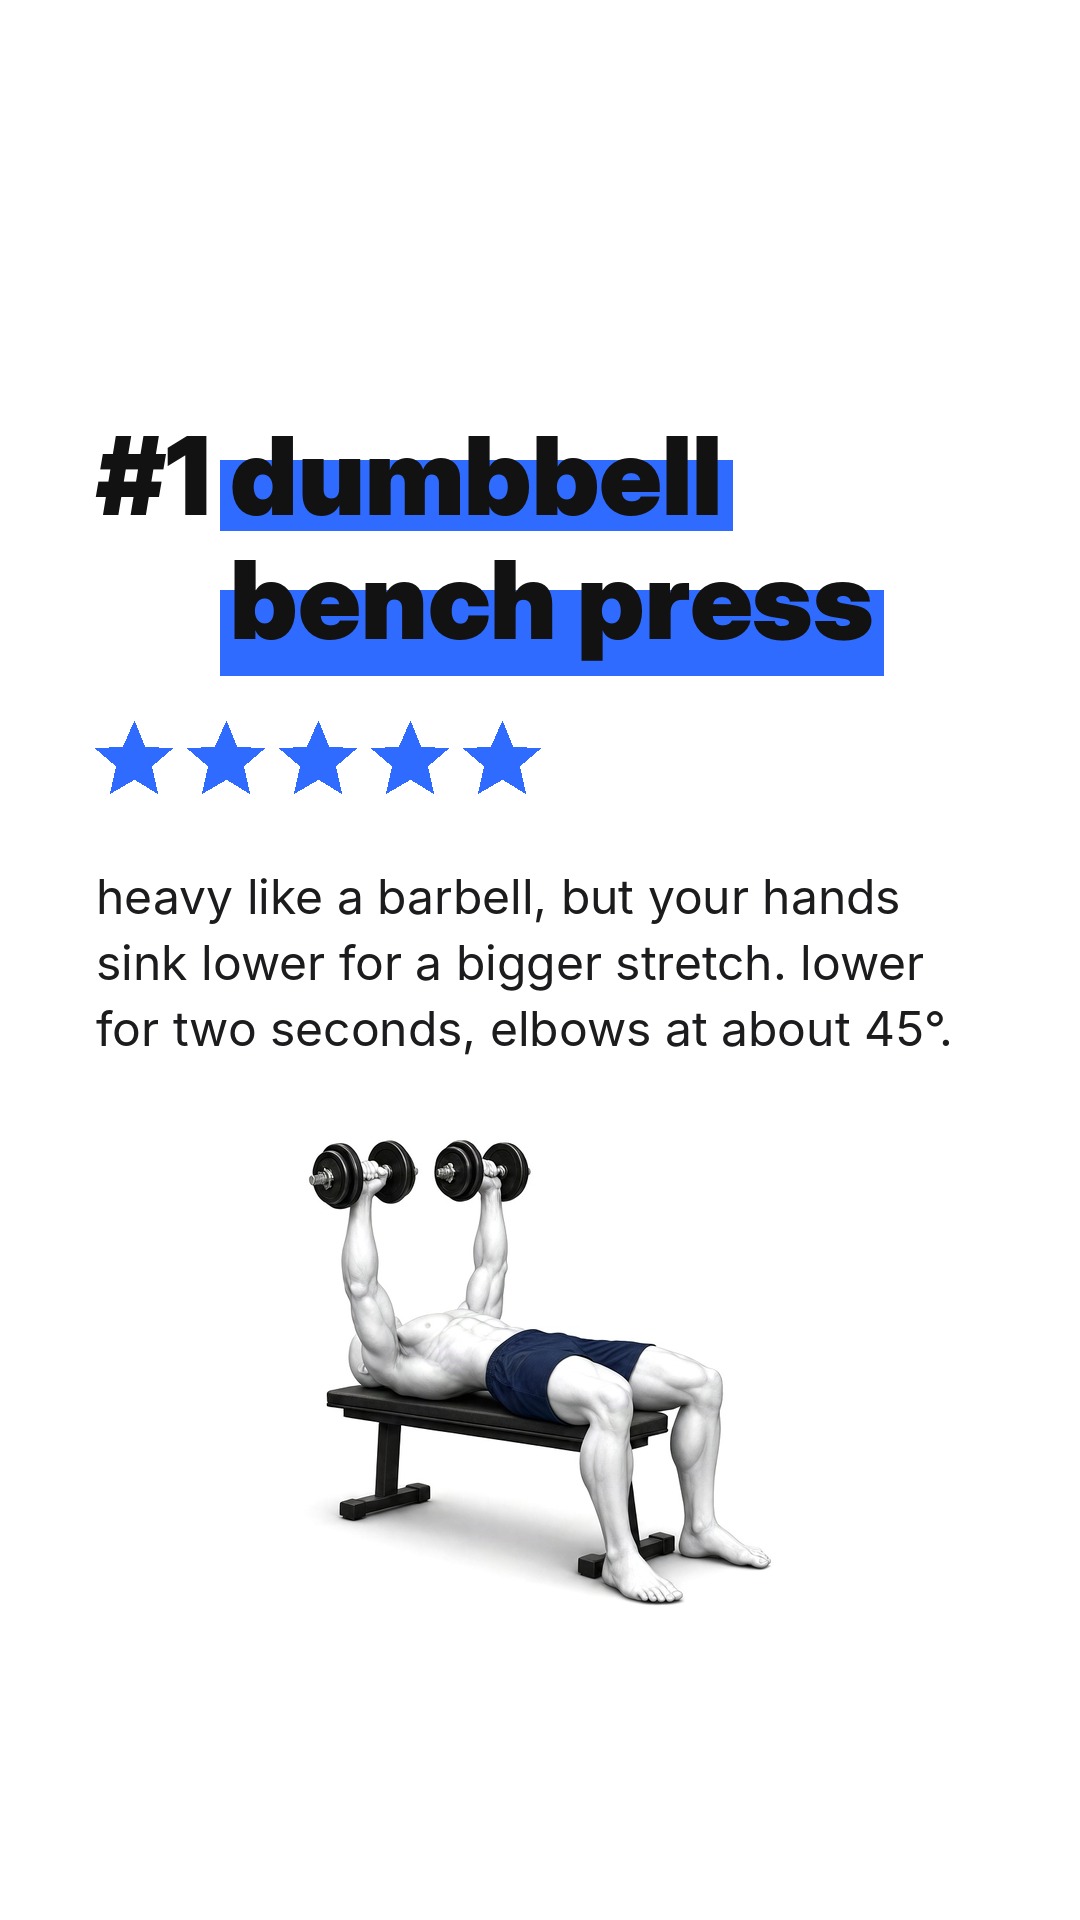 #1 dumbbell
bench press
heavy like a barbell, but your hands
sink lower for a bigger stretch. lower
for two seconds, elbows at about 45°.